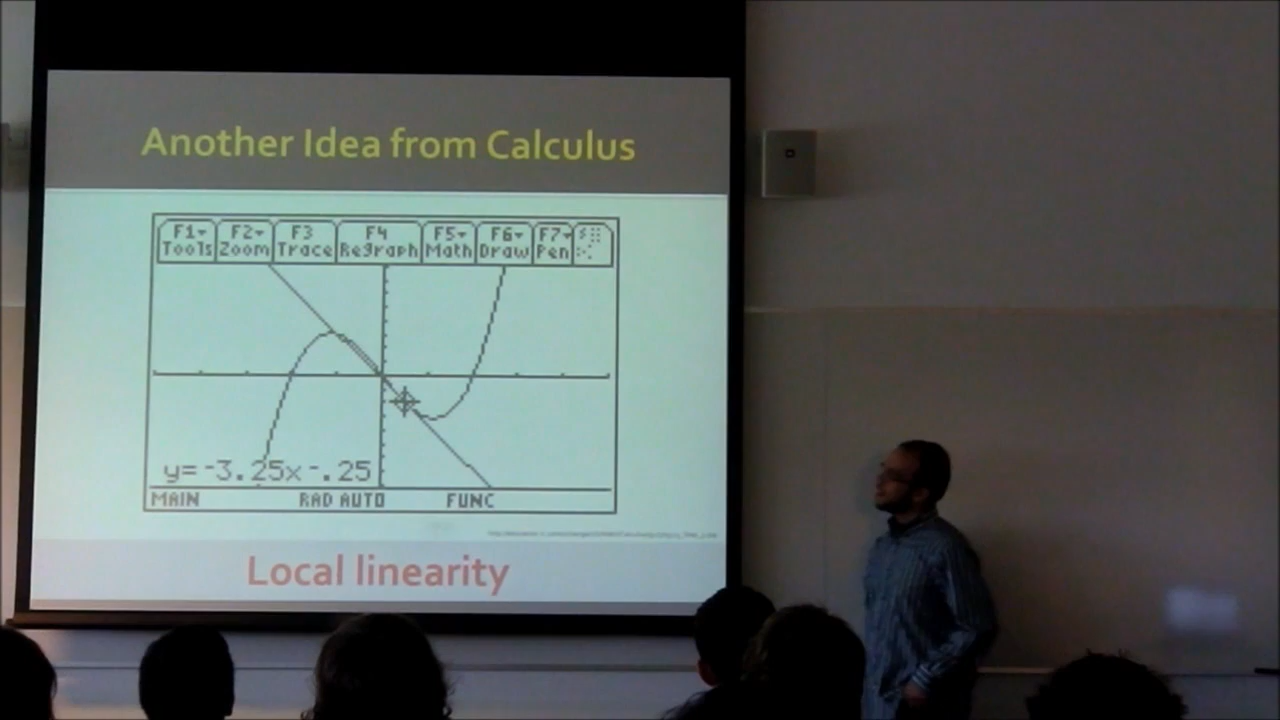 Another Idea from Calculus
F1 F2 F3 F4 F5 F6 F7
Tools Zoom Trace ReGraph Math Draw Pen
y=-3.25x-.25
MAIN RAD AUTO FUNC
Local linearity